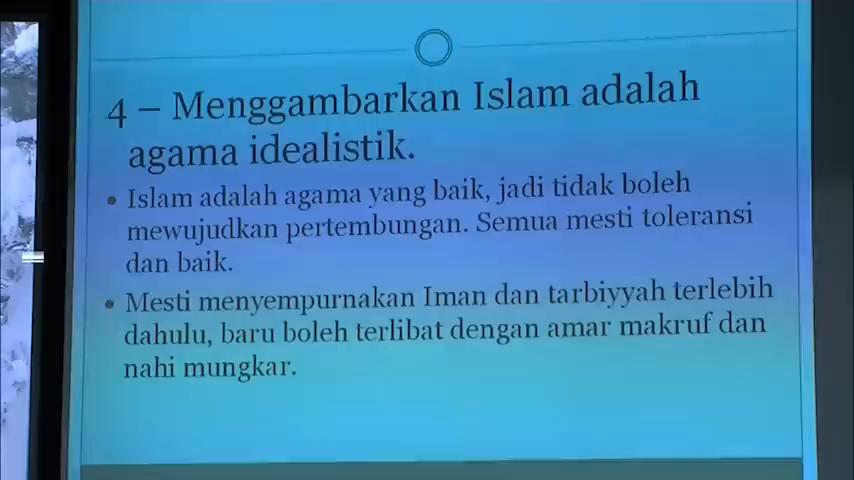 4 – Menggambarkan Islam adalah
agama idealistik.
• Islam adalah agama yang baik, jadi tidak boleh
mewujudkan pertembungan. Semua mesti toleransi
dan baik.
• Mesti menyempurnakan Iman dan tarbiyyah terlebih
dahulu, baru boleh terlibat dengan amar makruf dan
nahi mungkar.